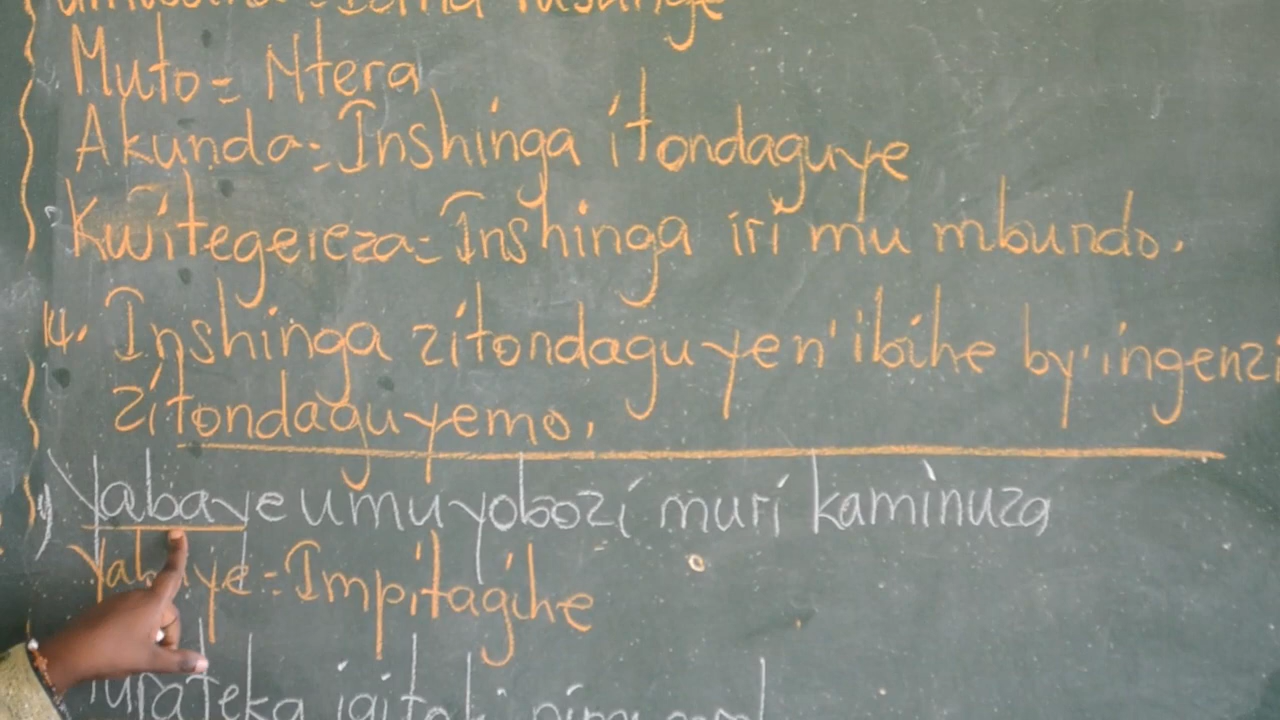 Muto = Ntera
Akunda = Inshinga itondaguye
Kwitegereza = Inshinga iri mu mbundo.
14. Inshinga zitondaguye n'ibihe by'ingenzi
zitondaguyemo.
1) Yabaye umuyobozi muri kaminuza
Yabaye = Impitagihe